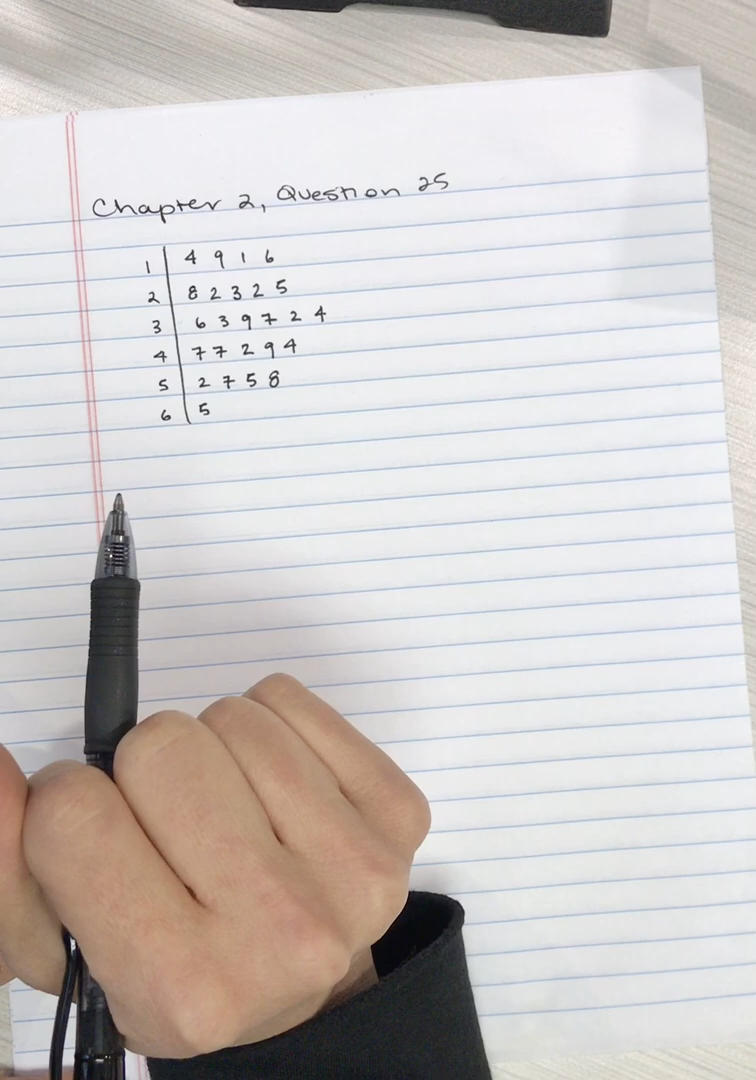 Chapter 2, Question 25
1 | 4 9 1 6
2 | 8 2 3 2 5
3 | 6 3 9 7 2 4
4 | 7 7 2 9 4
5 | 2 7 5 8
6 | 5